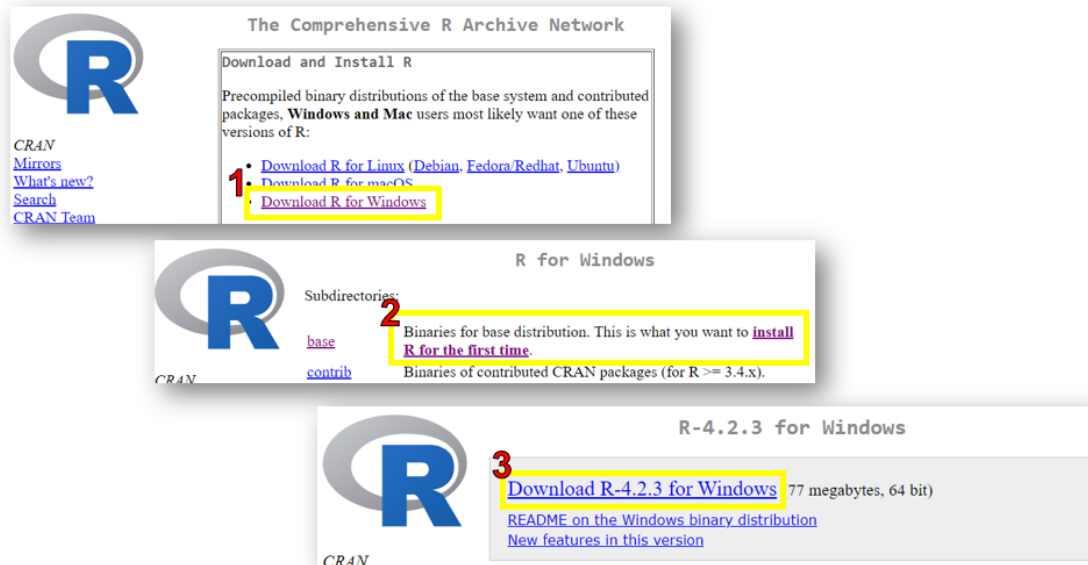 The Comprehensive R Archive Network
R
Download and Install R
Precompiled binary distributions of the base system and contributed
packages, Windows and Mac users most likely want one of these
versions of R:
CRAN
Mirrors
What's new?
Search
CRAN Team
• Download R for Linux (Debian, Fedora/Redhat, Ubuntu)
• Download R for macOS
1
• Download R for Windows
R for Windows
R
Subdirectories:
2
base
Binaries for base distribution. This is what you want to install
R for the first time.
contrib
Binaries of contributed CRAN packages (for R >= 3.4.x).
CRAN
R-4.2.3 for Windows
R
3
Download R-4.2.3 for Windows (77 megabytes, 64 bit)
README on the Windows binary distribution
New features in this version
CRAN